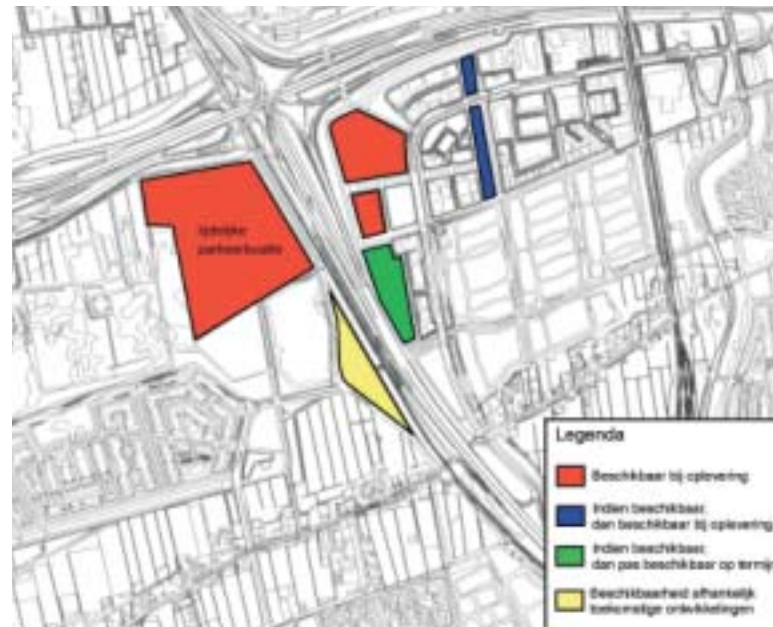 tijdelijke
parkeerlocatie
Legenda
Beschikbaar bij oplevering
Indien beschikbaar,
dan beschikbaar bij oplevering
Indien beschikbaar,
dan pas beschikbaar op termijn
Beschikbaarheid afhankelijk
toekomstige ontwikkelingen